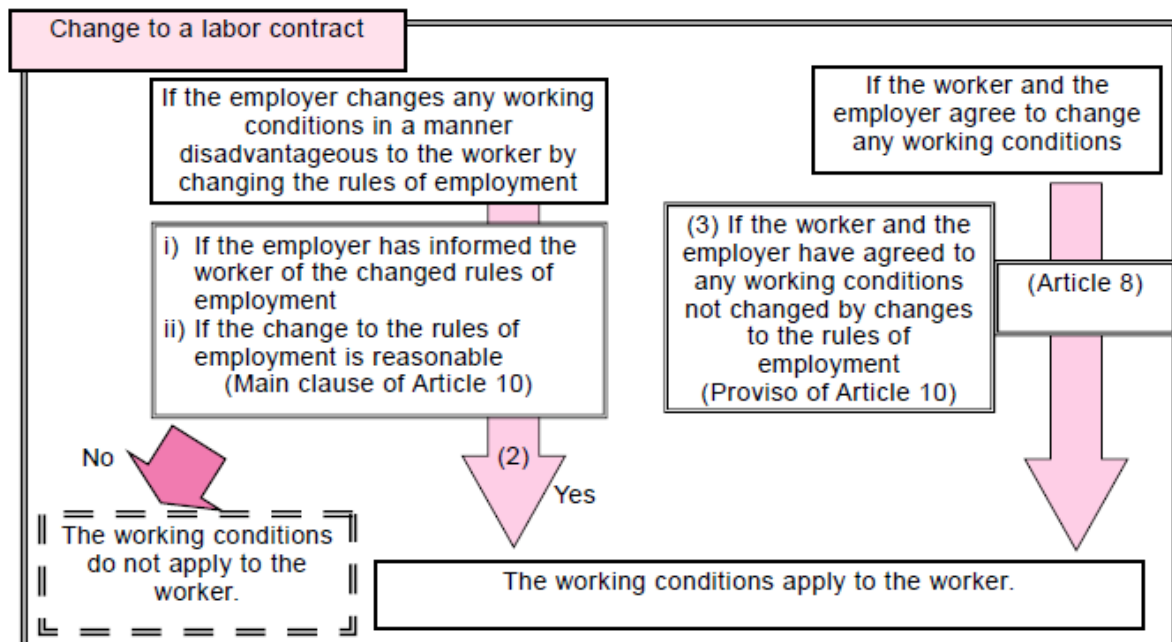 Change to a labor contract
If the employer changes any working
conditions in a manner
disadvantageous to the worker by
changing the rules of employment
If the worker and the
employer agree to change
any working conditions
i) If the employer has informed the
worker of the changed rules of
employment
ii) If the change to the rules of
employment is reasonable
(Main clause of Article 10)
(3) If the worker and the
employer have agreed to
any working conditions
not changed by changes
to the rules of
employment
(Proviso of Article 10)
(Article 8)
No
(2)
Yes
The working conditions
do not apply to the
worker.
The working conditions apply to the worker.